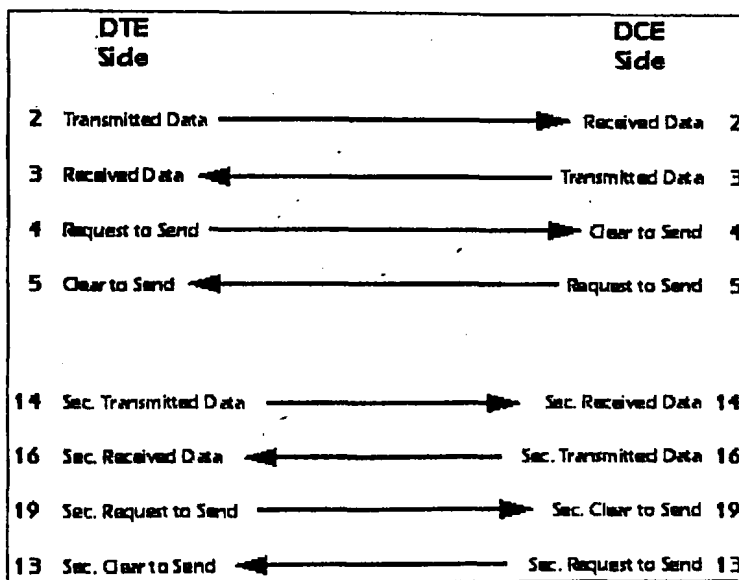 DTE Side
DCE Side
2 Transmitted Data Received Data 2
3 Received Data Transmitted Data 3
4 Request to Send Clear to Send 4
5 Clear to Send Request to Send 5
14 Sec. Transmitted Data Sec. Received Data 14
16 Sec. Received Data Sec. Transmitted Data 16
19 Sec. Request to Send Sec. Clear to Send 19
13 Sec. Clear to Send Sec. Request to Send 13